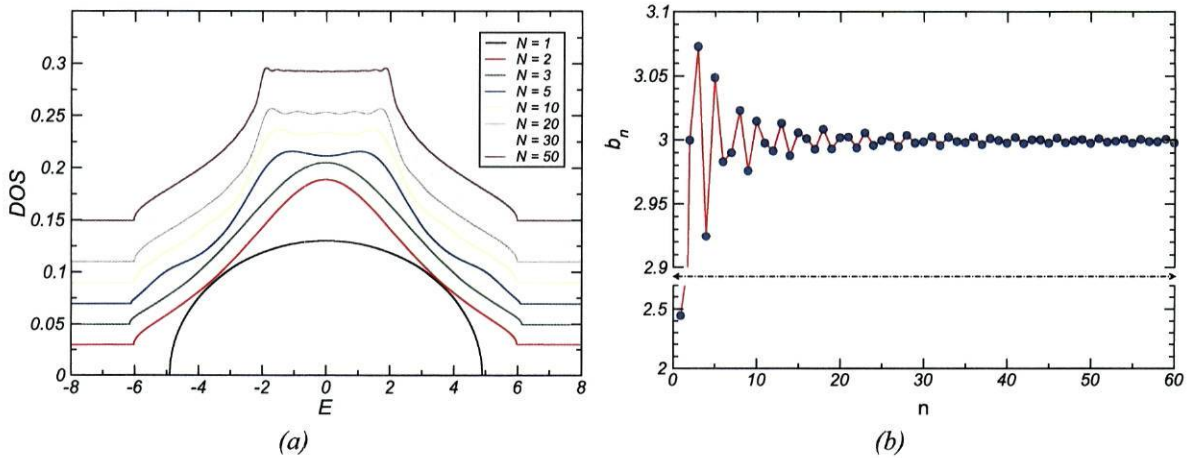 0.3
0.25
0.2
0.15
0.1
0.05
0
DOS
N = 1
N = 2
N = 3
N = 5
N = 10
N = 20
N = 30
N = 50
-8 -6 -4 -2 0 2 4 6 8
E
(a)
3.1
3.05
3
2.95
2.9
2.5
2
bn
0 10 20 30 40 50 60
n
(b)